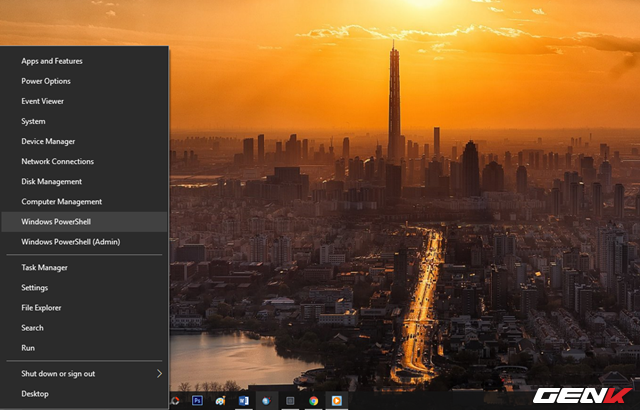 Apps and Features
Power Options
Event Viewer
System
Device Manager
Network Connections
Disk Management
Computer Management
Windows PowerShell
Windows PowerShell (Admin)
Task Manager
Settings
File Explorer
Search
Run
Shut down or sign out
Desktop
Ps
W
GENK